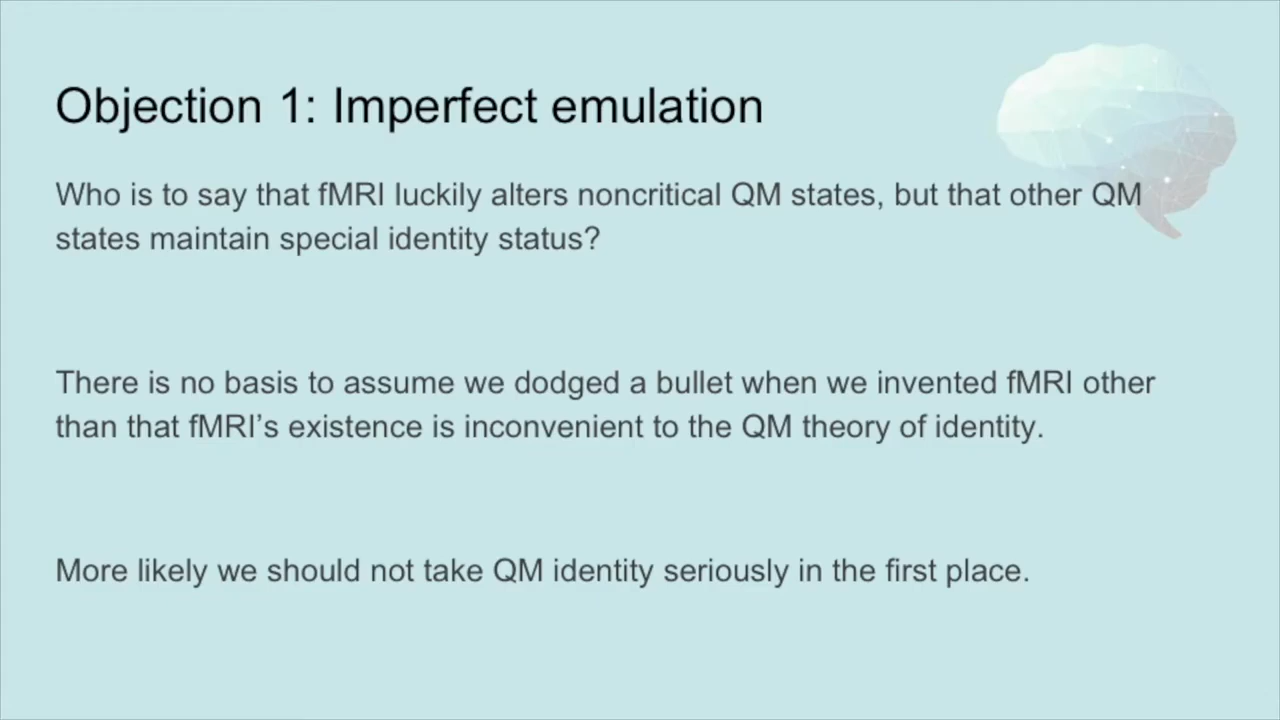 Objection 1: Imperfect emulation
Who is to say that fMRI luckily alters noncritical QM states, but that other QM
states maintain special identity status?
There is no basis to assume we dodged a bullet when we invented fMRI other
than that fMRI’s existence is inconvenient to the QM theory of identity.
More likely we should not take QM identity seriously in the first place.